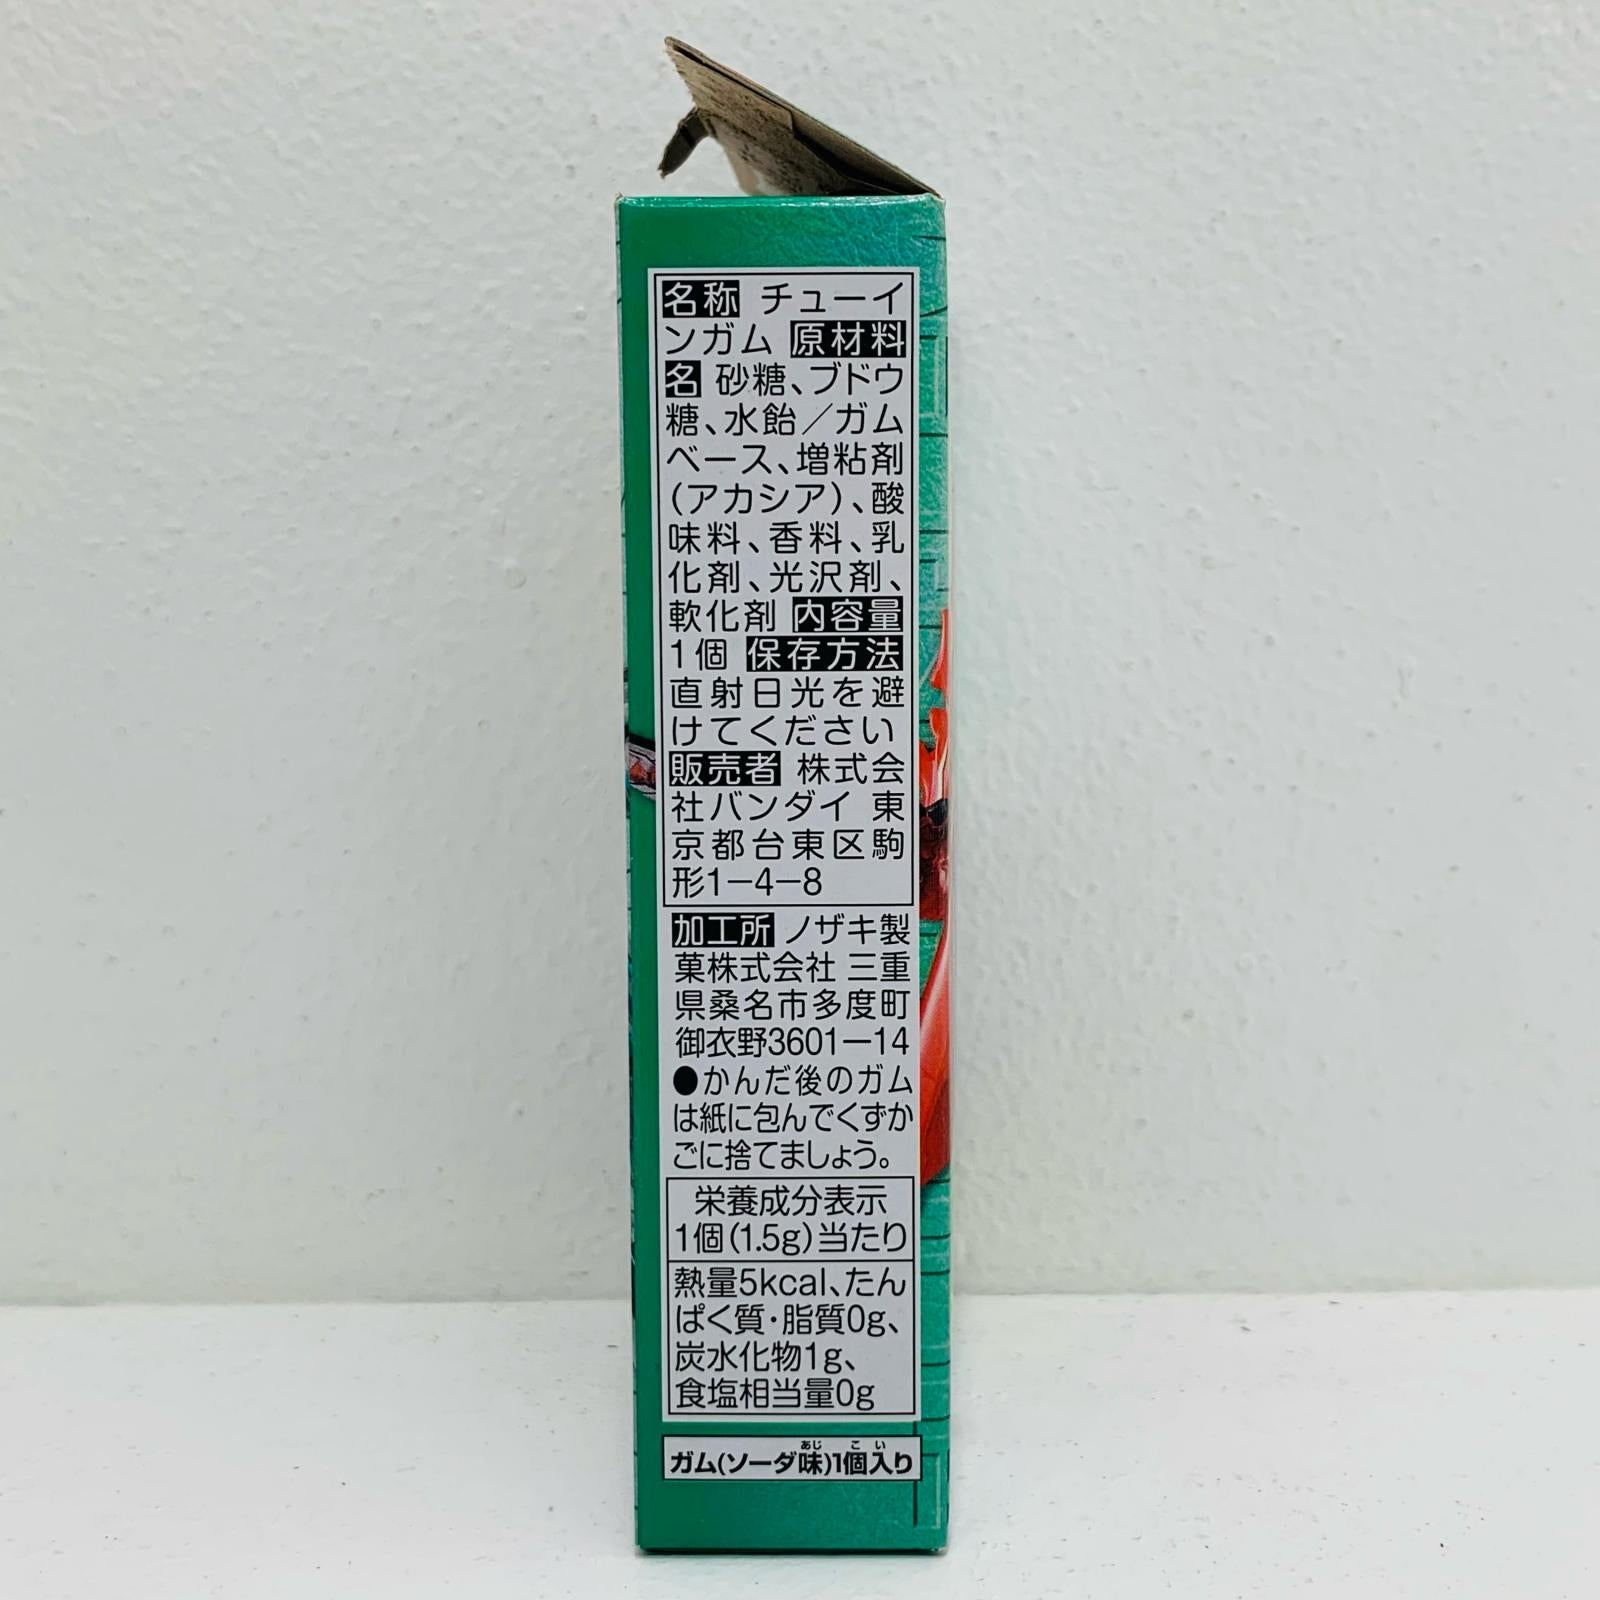 名称 チューイ
ンガム 原材料
名 砂糖、ブドウ
糖、水飴／ガム
ベース、増粘剤
(アカシア)、酸
味料、香料、乳
化剤、光沢剤、
軟化剤 内容量
1個 保存方法
直射日光を避
けてください
販売者 株式会
社バンダイ 東
京都台東区駒
形1−4−8
加工所 ノザキ製
菓株式会社 三重
県桑名市多度町
御衣野3601−14
●かんだ後のガム
は紙に包んでくずか
ごに捨てましょう。
栄養成分表示
1個(1.5g)当たり
熱量5kcal、たん
ぱく質・脂質0g、
炭水化物1g、
食塩相当量0g
ガム(ソーダ味)1個入り
あじ こ い